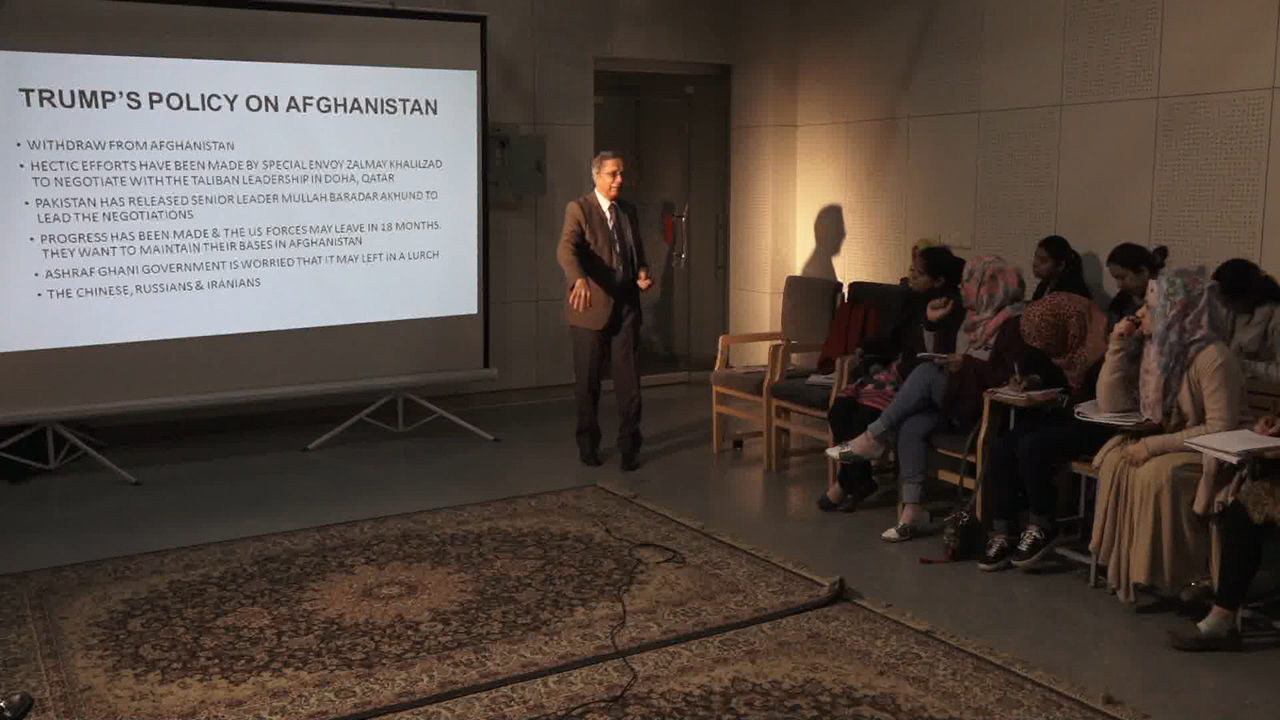 TRUMP'S POLICY ON AFGHANISTAN
• WITHDRAW FROM AFGHANISTAN
• HECTIC EFFORTS HAVE BEEN MADE BY SPECIAL ENVOY ZALMAY KHALILZAD
TO NEGOTIATE WITH THE TALIBAN LEADERSHIP IN DOHA, QATAR
• PAKISTAN HAS RELEASED SENIOR LEADER MULLAH BARADAR AKHUND TO
LEAD THE NEGOTIATIONS
• PROGRESS HAS BEEN MADE & THE US FORCES MAY LEAVE IN 18 MONTHS.
THEY WANT TO MAINTAIN THEIR BASES IN AFGHANISTAN
• ASHRAF GHANI GOVERNMENT IS WORRIED THAT IT MAY LEFT IN A LURCH
• THE CHINESE, RUSSIANS & IRANIANS